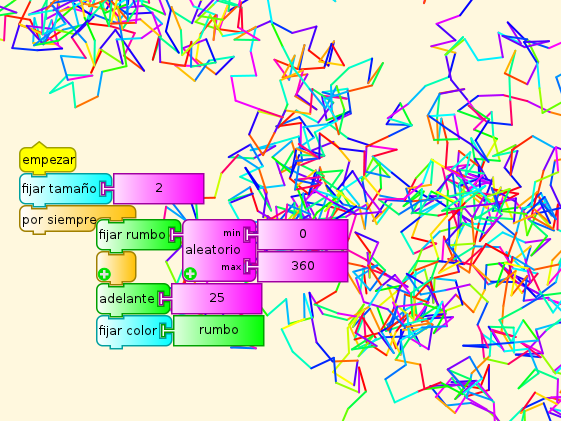 empezar
fijar tamaño 2
por siempre
fijar rumbo aleatorio min 0
max 360
adelante 25
fijar color rumbo